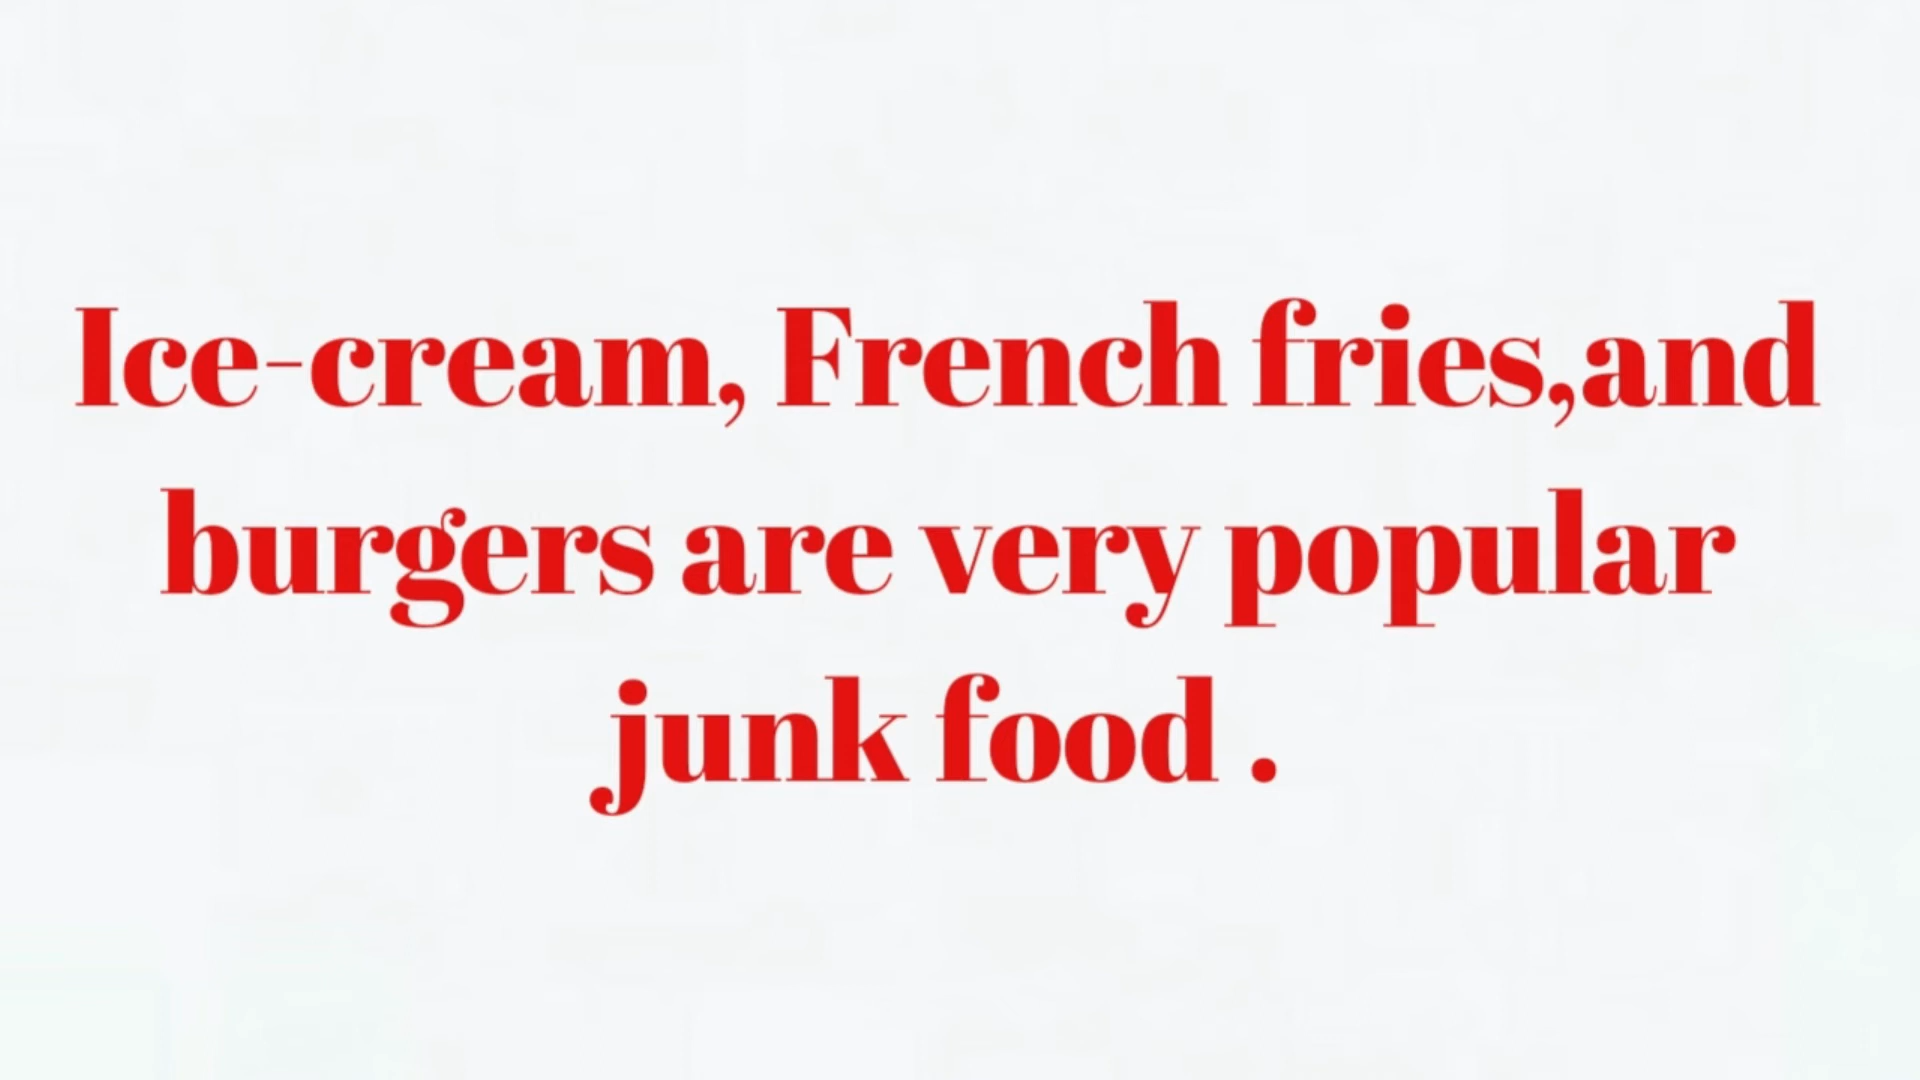 Ice-cream, French fries,and
burgers are very popular
junk food .